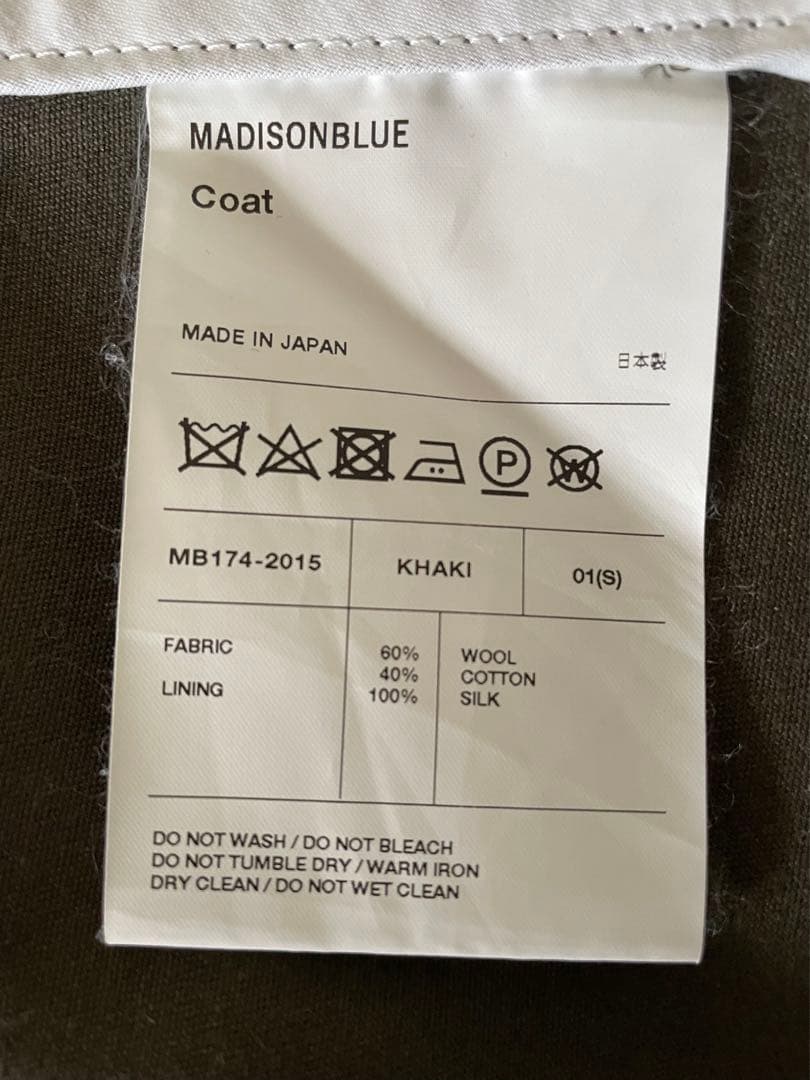 MADISONBLUE
Coat
MADE IN JAPAN 日本製
P W
MB174-2015 KHAKI 01(S)
FABRIC 60% WOOL
40% COTTON
LINING 100% SILK
DO NOT WASH / DO NOT BLEACH
DO NOT TUMBLE DRY / WARM IRON
DRY CLEAN / DO NOT WET CLEAN